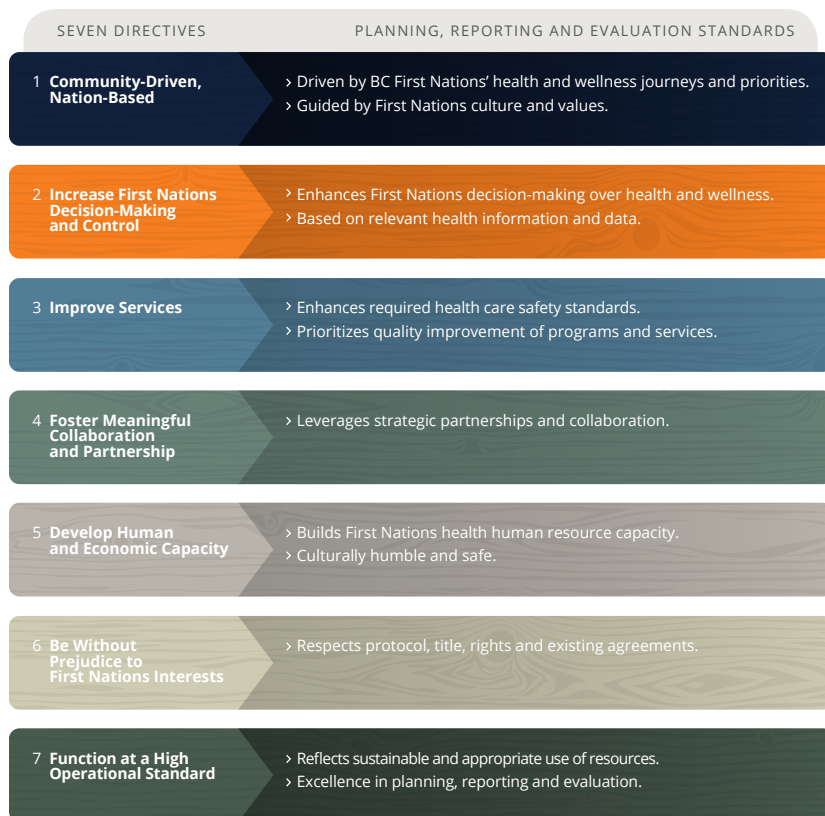 SEVEN DIRECTIVES
PLANNING, REPORTING AND EVALUATION STANDARDS
1 Community-Driven,
Nation-Based
› Driven by BC First Nations’ health and wellness journeys and priorities.
› Guided by First Nations culture and values.
2 Increase First Nations
Decision-Making
and Control
› Enhances First Nations decision-making over health and wellness.
› Based on relevant health information and data.
3 Improve Services
› Enhances required health care safety standards.
› Prioritizes quality improvement of programs and services.
4 Foster Meaningful
Collaboration
and Partnership
› Leverages strategic partnerships and collaboration.
5 Develop Human
and Economic Capacity
› Builds First Nations health human resource capacity.
› Culturally humble and safe.
6 Be Without
Prejudice to
First Nations Interests
› Respects protocol, title, rights and existing agreements.
7 Function at a High
Operational Standard
› Reflects sustainable and appropriate use of resources.
› Excellence in planning, reporting and evaluation.